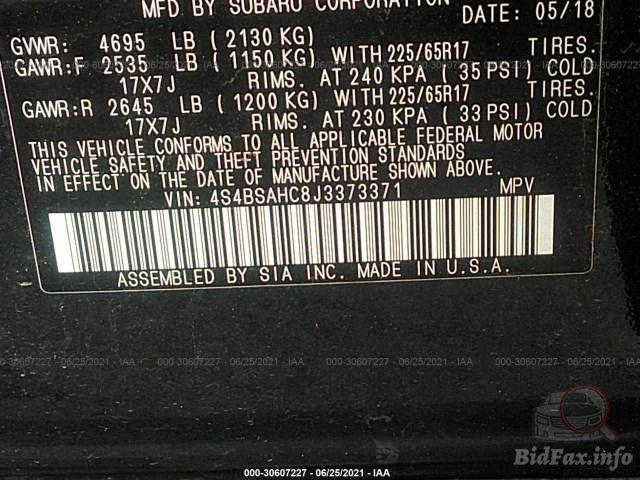 MFD BY SUBARU CORPORATION DATE: 05/18
GVWR: 4695 LB (2130 KG)
GAWR:F 2535 LB (1150 KG) WITH 225/65R17 TIRES.
17X7J RIMS. AT 240 KPA (35 PSI) COLD
GAWR:R 2645 LB (1200 KG) WITH 225/65R17 TIRES.
17X7J RIMS. AT 230 KPA (33 PSI) COLD
THIS VEHICLE CONFORMS TO ALL APPLICABLE FEDERAL MOTOR
VEHICLE SAFETY AND THEFT PREVENTION STANDARDS
IN EFFECT ON THE DATE OF MANUFACTURE SHOWN ABOVE.
VIN: 4S4BSAHC8J3373371 MPV
ASSEMBLED BY SIA INC. MADE IN U.S.A.
000-30607227 - 06/25/2021 - IAA
BidFax.info